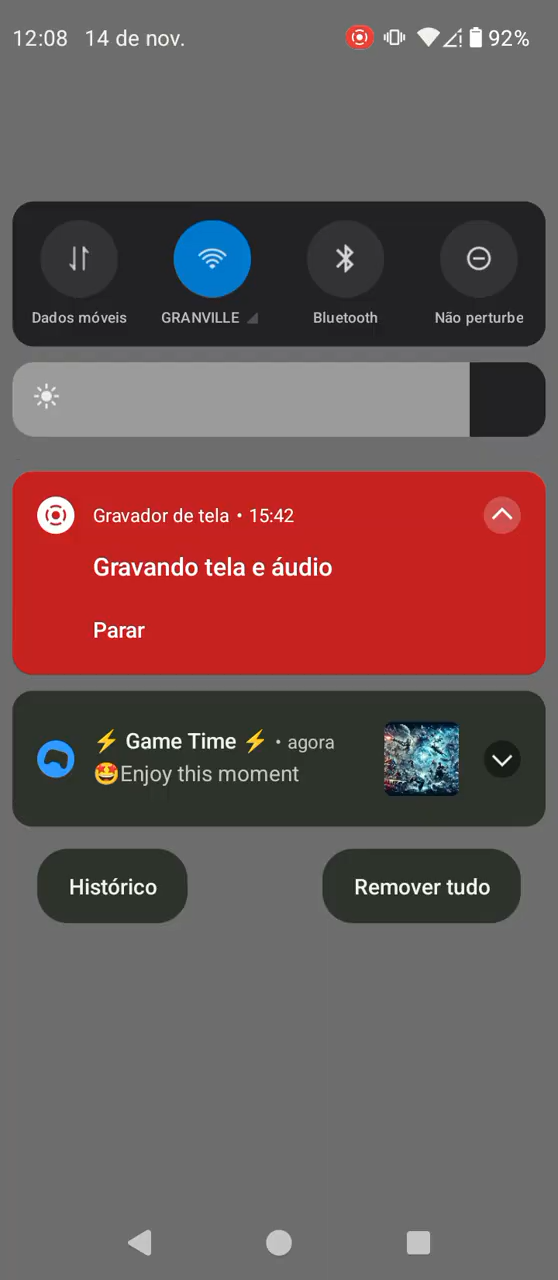 12:08 14 de nov. 92%
Dados móveis GRANVILLE Bluetooth Não perturbe
Gravador de tela • 15:42
Gravando tela e áudio
Parar
⚡ Game Time ⚡ • agora
🤩Enjoy this moment
Histórico Remover tudo